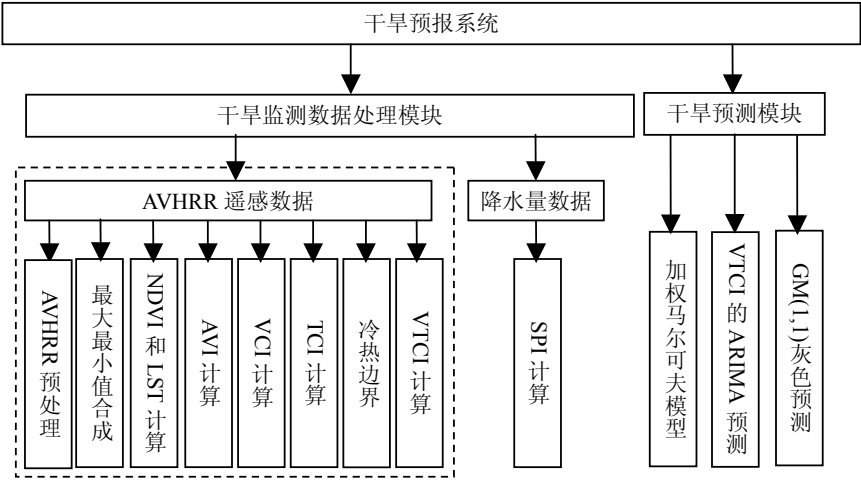 干旱预报系统
干旱监测数据处理模块
干旱预测模块
AVHRR 遥感数据
降水量数据
AVHRR 预处理
最大最小值合成
NDVI 和 LST 计算
AVI 计算
VCI 计算
TCI 计算
冷热边界
VTCI 计算
SPI 计算
加权马尔可夫模型
VTCI 的 ARIMA 预测
GM(1,1)灰色预测